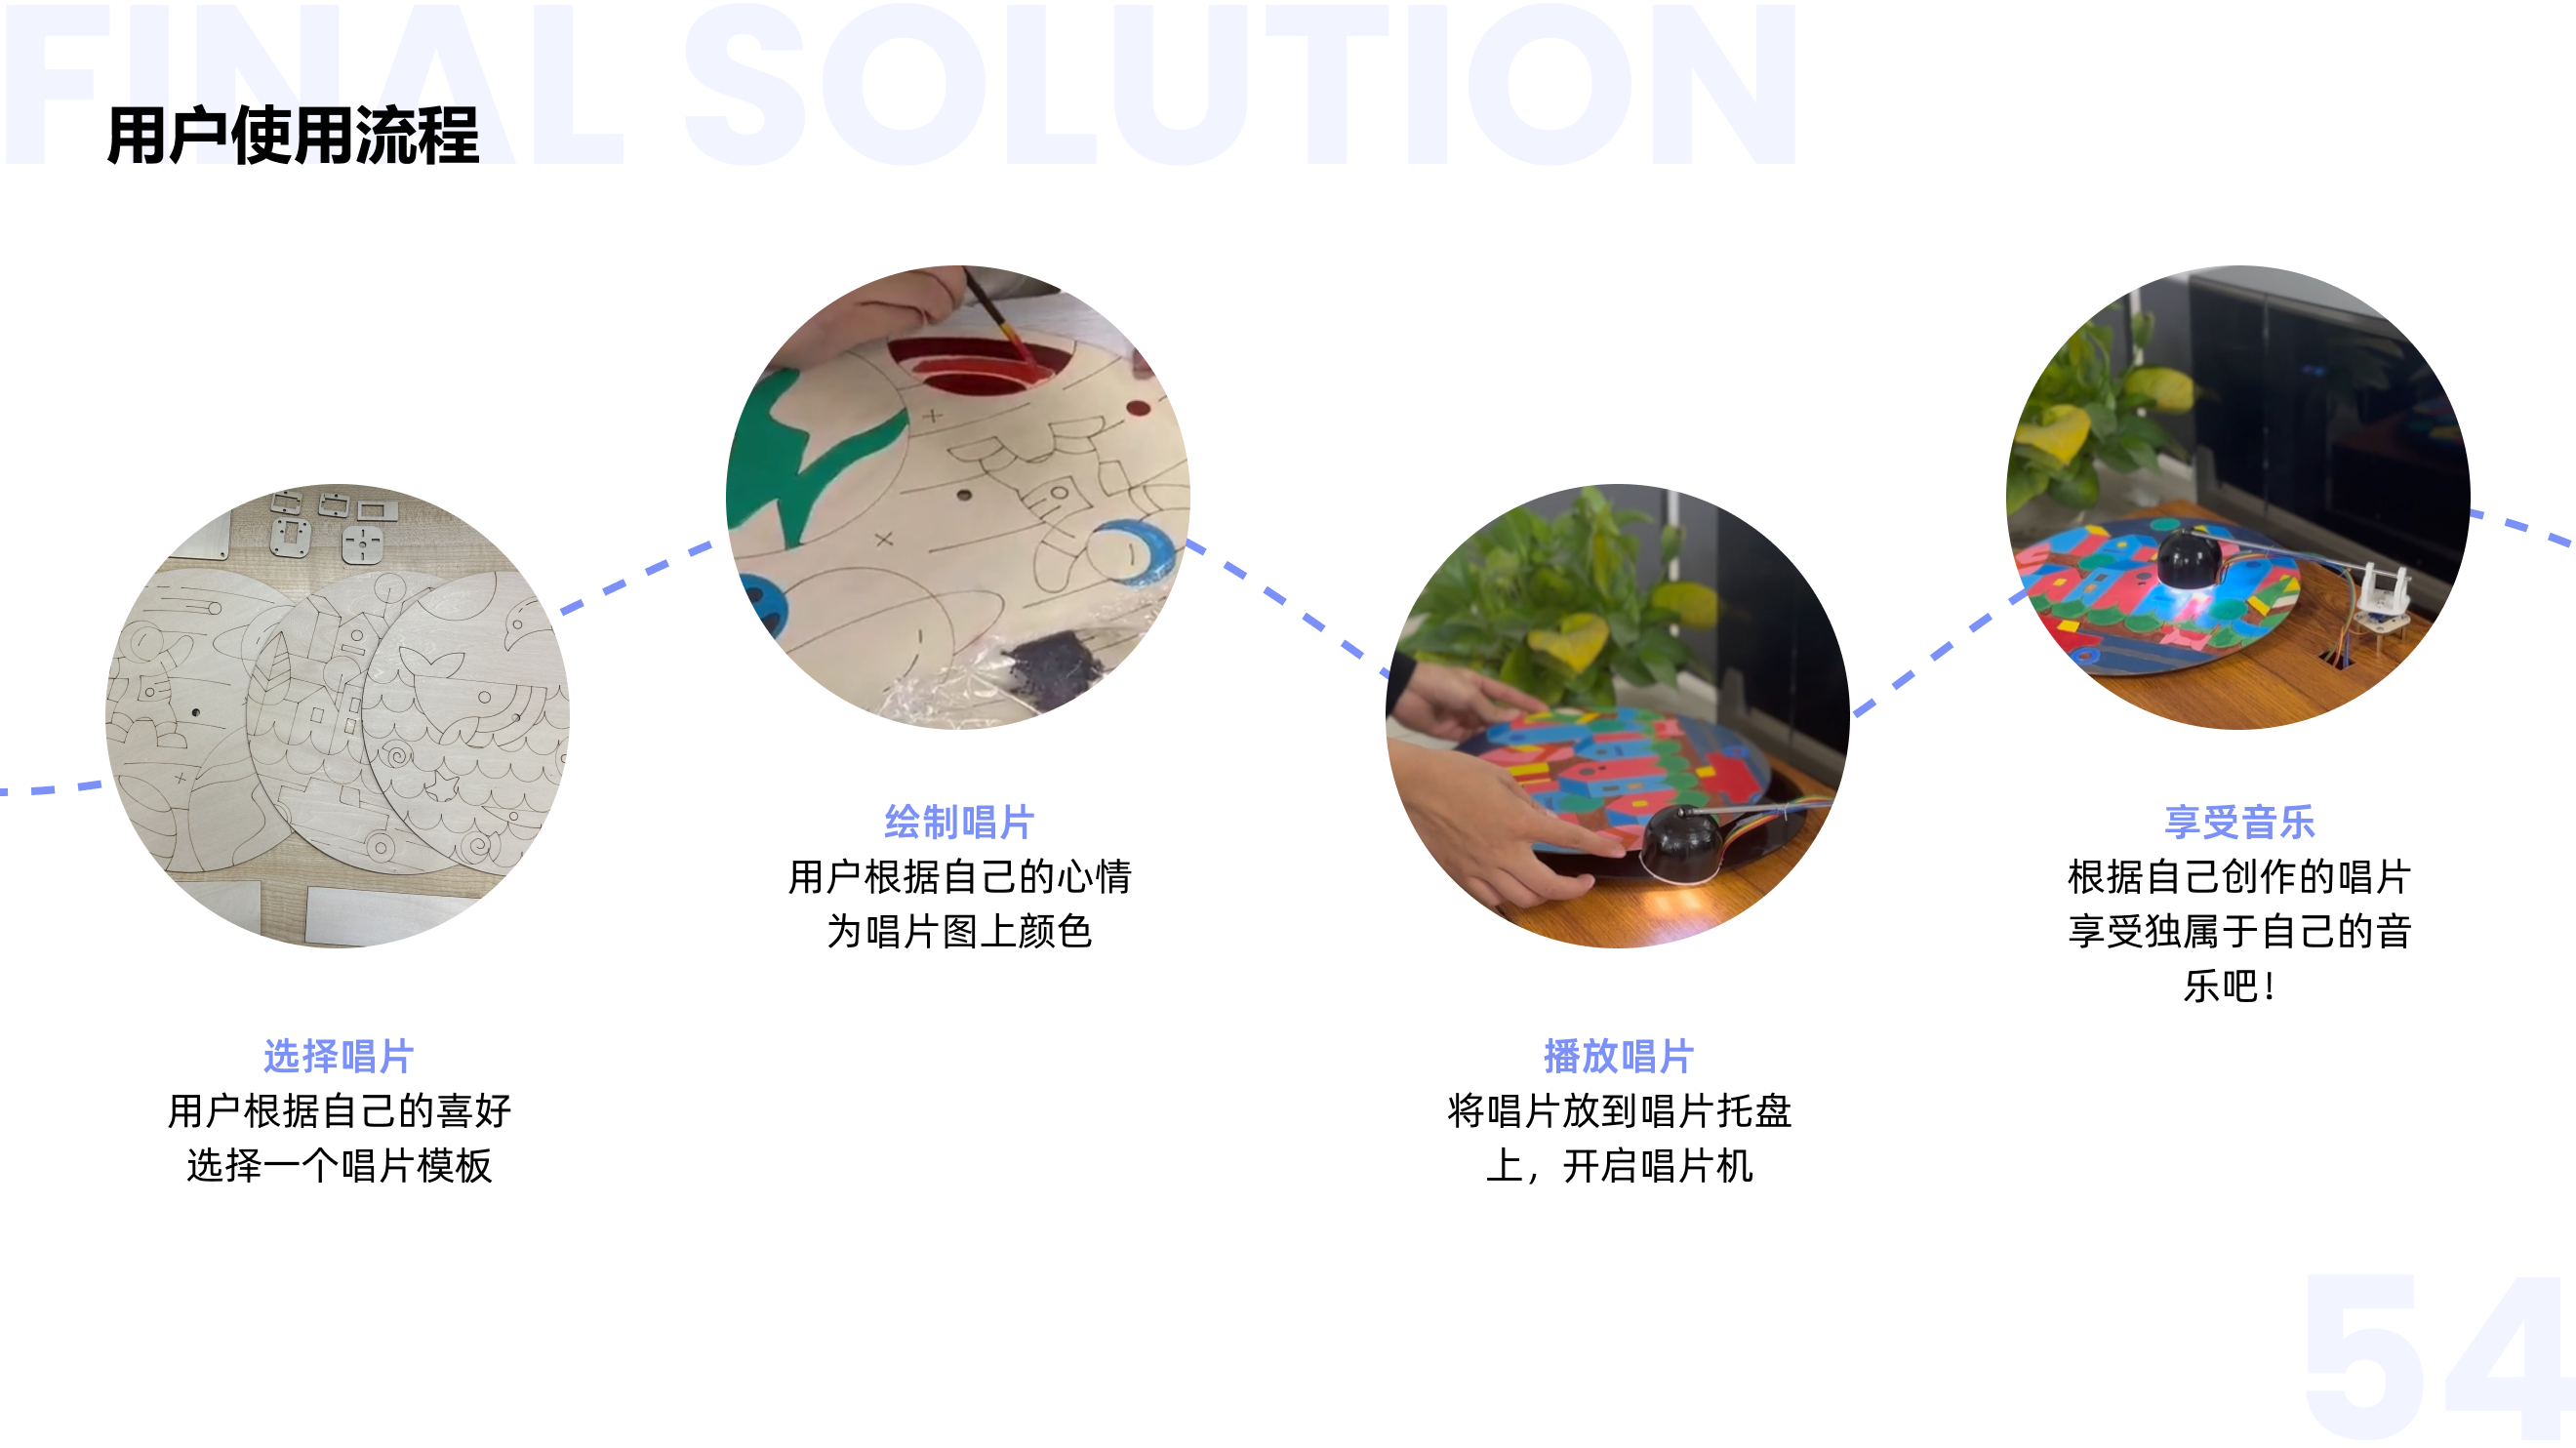 FINAL SOLUTION
用户使用流程
选择唱片
用户根据自己的喜好
选择一个唱片模板
绘制唱片
用户根据自己的心情
为唱片图上颜色
播放唱片
将唱片放到唱片托盘
上，开启唱片机
享受音乐
根据自己创作的唱片
享受独属于自己的音
乐吧！
54